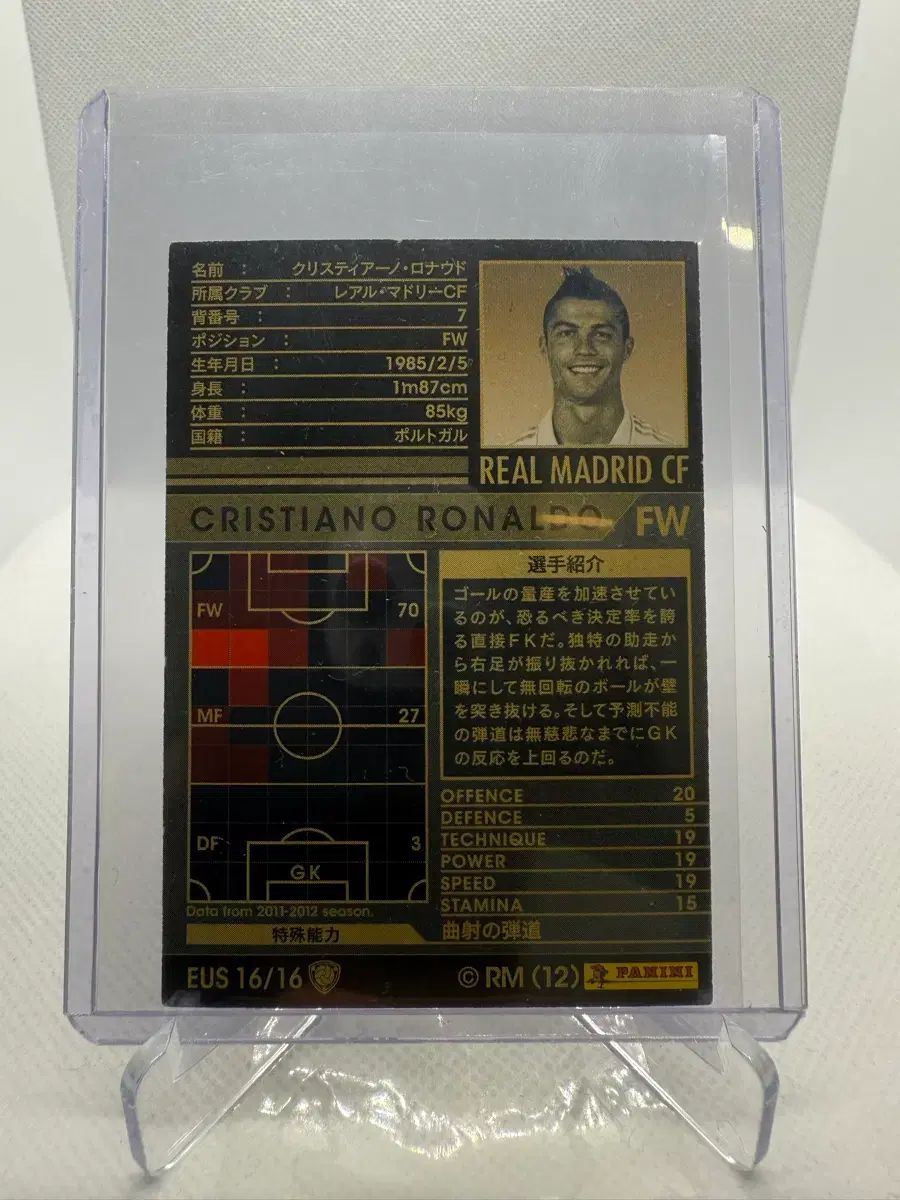 名前 : クリスティアーノ・ロナウド
所属クラブ : レアル・マドリーCF
背番号 : 7
ポジション : FW
生年月日 : 1985/2/5
身長 : 1m87cm
体重 : 85kg
国籍 : ポルトガル
REAL MADRID CF
CRISTIANO RONALDO FW
FW 70
MF 27
DF 3
GK
Data from 2011-2012 season.
選手紹介
ゴールの量産を加速させてい
るのが、恐るべき決定率を誇
る直接FKだ。独特の助走か
ら右足が振り抜かれれば、一
瞬にして無回転のボールが壁
を突き抜ける。そして予測不能
の弾道は無慈悲なまでにGK
の反応を上回るのだ。
OFFENCE 20
DEFENCE 5
TECHNIQUE 19
POWER 19
SPEED 19
STAMINA 15
特殊能力 曲射の弾道
EUS 16/16 © RM (12) PANINI